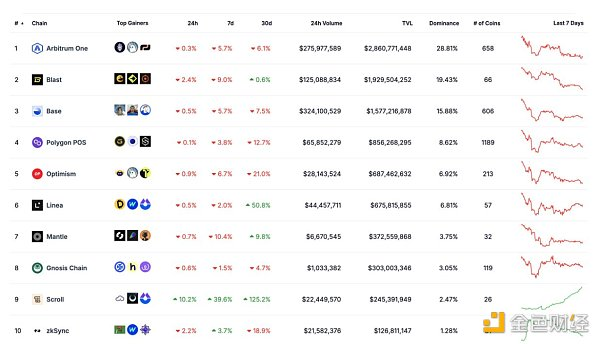 # Chain Top Gainers 24h 7d 30d 24h Volume TVL Dominance # of Coins Last 7 Days
1 Arbitrum One 0.3% 5.7% 6.1% $275,977,589 $2,860,771,448 28.81% 658
2 Blast 2.4% 9.0% 0.6% $125,088,834 $1,929,504,252 19.43% 66
3 Base 0.5% 5.7% 7.5% $324,100,529 $1,577,216,878 15.88% 606
4 Polygon POS 0.1% 3.8% 12.7% $65,852,279 $856,268,295 8.62% 1189
5 Optimism 0.9% 6.7% 21.0% $28,143,524 $687,462,632 6.92% 213
6 Linea 0.5% 2.0% 50.8% $44,457,711 $675,815,855 6.81% 57
7 Mantle 0.7% 10.4% 9.8% $6,670,545 $372,559,868 3.75% 32
8 Gnosis Chain 0.6% 1.5% 4.7% $1,033,382 $303,003,346 3.05% 119
9 Scroll 10.2% 39.6% 125.2% $22,449,570 $245,391,949 2.47% 26
10 zkSync 2.2% 3.7% 18.9% $21,582,376 $126,811,147 1.28%
金色财经